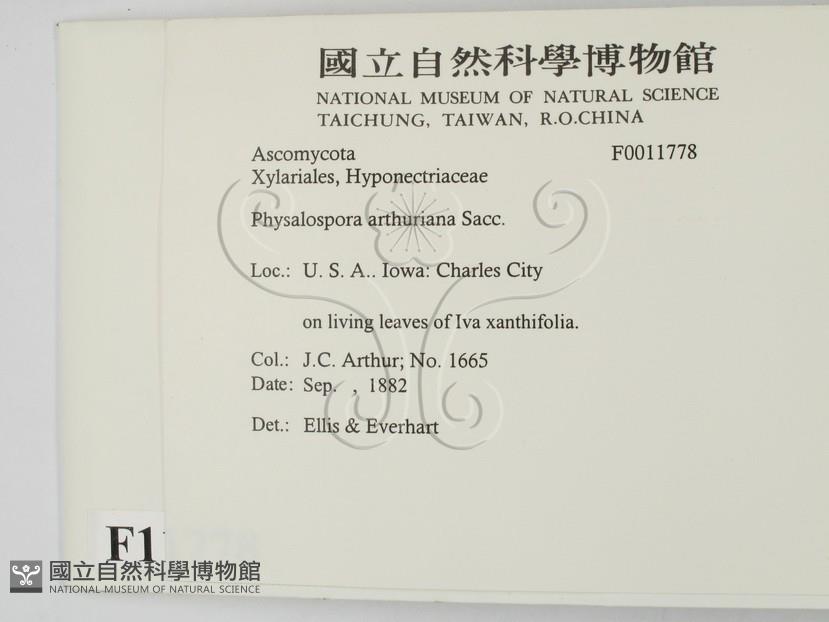 國立自然科學博物館
NATIONAL MUSEUM OF NATURAL SCIENCE
TAICHUNG, TAIWAN, R.O.CHINA
Ascomycota F0011778
Xylariales, Hyponectriaceae
Physalospora arthuriana Sacc.
Loc.: U. S. A.. Iowa: Charles City
on living leaves of Iva xanthifolia.
Col.: J.C. Arthur; No. 1665
Date: Sep. , 1882
Det.: Ellis & Everhart
F11278
國立自然科學博物館
NATIONAL MUSEUM OF NATURAL SCIENCE